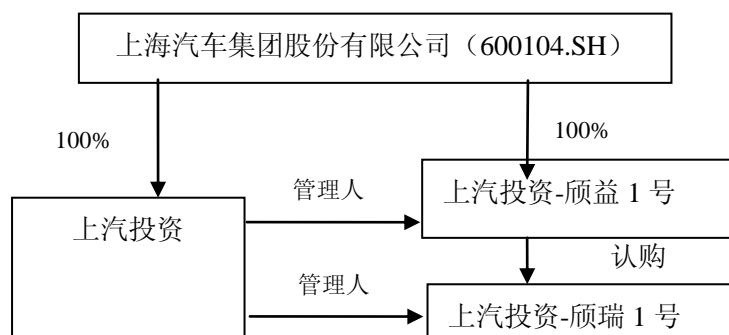 上海汽车集团股份有限公司（600104.SH）
100%
100%
管理人
上汽投资-颀益 1 号
上汽投资
认购
管理人
上汽投资-颀瑞 1 号